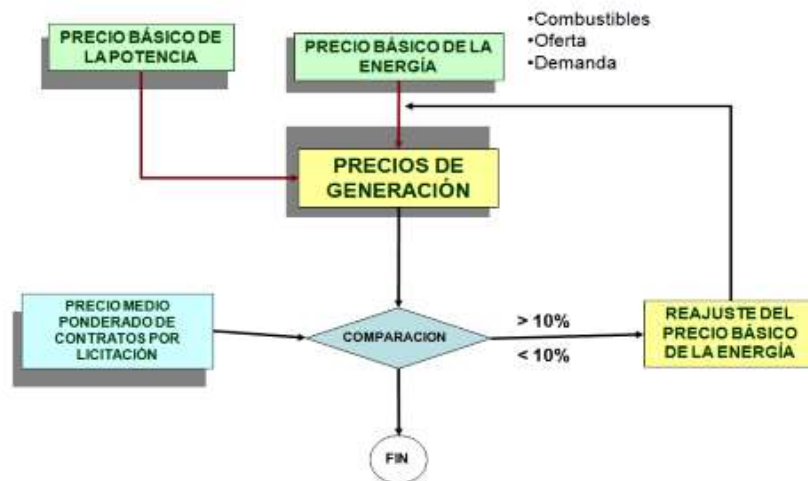 PRECIO BÁSICO DE
LA POTENCIA
PRECIO BÁSICO DE LA
ENERGÍA
•Combustibles
•Oferta
•Demanda
PRECIOS DE
GENERACIÓN
PRECIO MEDIO
PONDERADO DE
CONTRATOS POR
LICITACIÓN
COMPARACION
> 10%
< 10%
REAJUSTE DEL
PRECIO BÁSICO
DE LA ENERGÍA
FIN